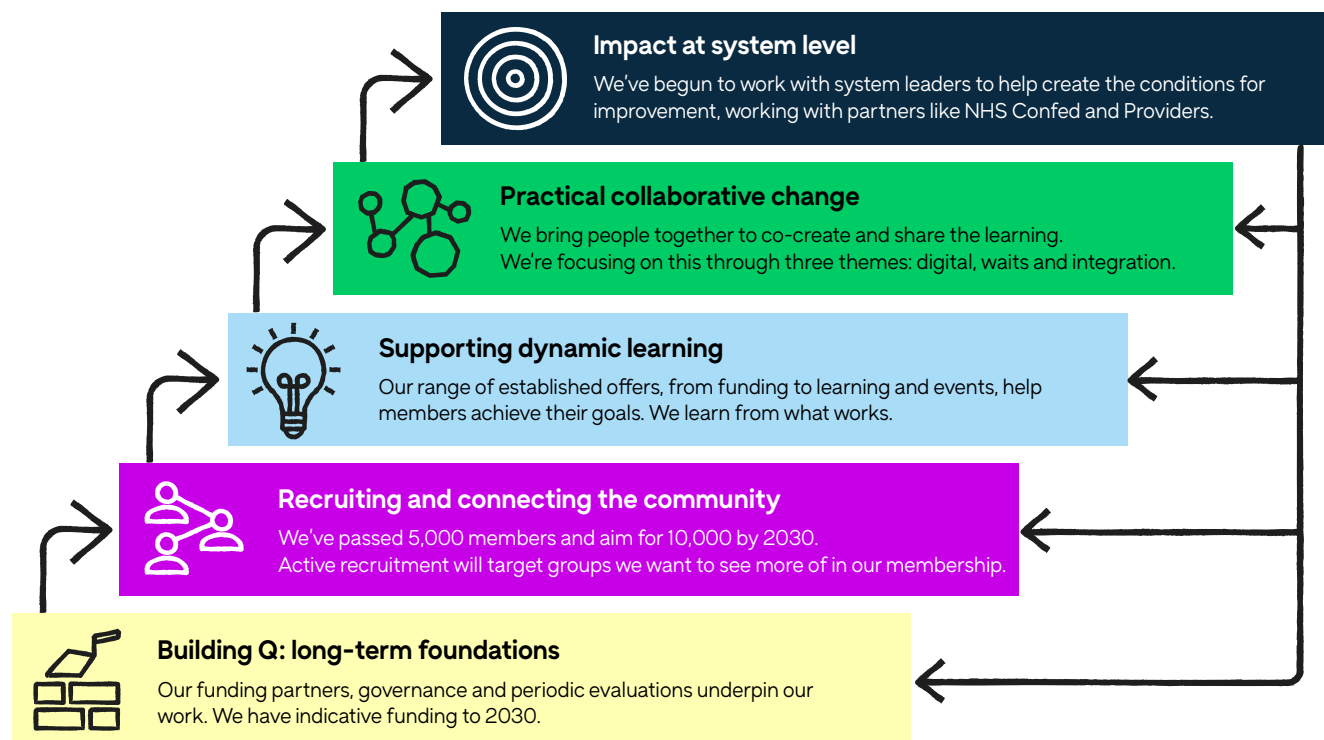 Impact at system level
We've begun to work with system leaders to help create the conditions for
improvement, working with partners like NHS Confed and Providers.
Practical collaborative change
We bring people together to co-create and share the learning.
We're focusing on this through three themes: digital, waits and integration.
Supporting dynamic learning
Our range of established offers, from funding to learning and events, help
members achieve their goals. We learn from what works.
Recruiting and connecting the community
We've passed 5,000 members and aim for 10,000 by 2030.
Active recruitment will target groups we want to see more of in our membership.
Building Q: long-term foundations
Our funding partners, governance and periodic evaluations underpin our
work. We have indicative funding to 2030.